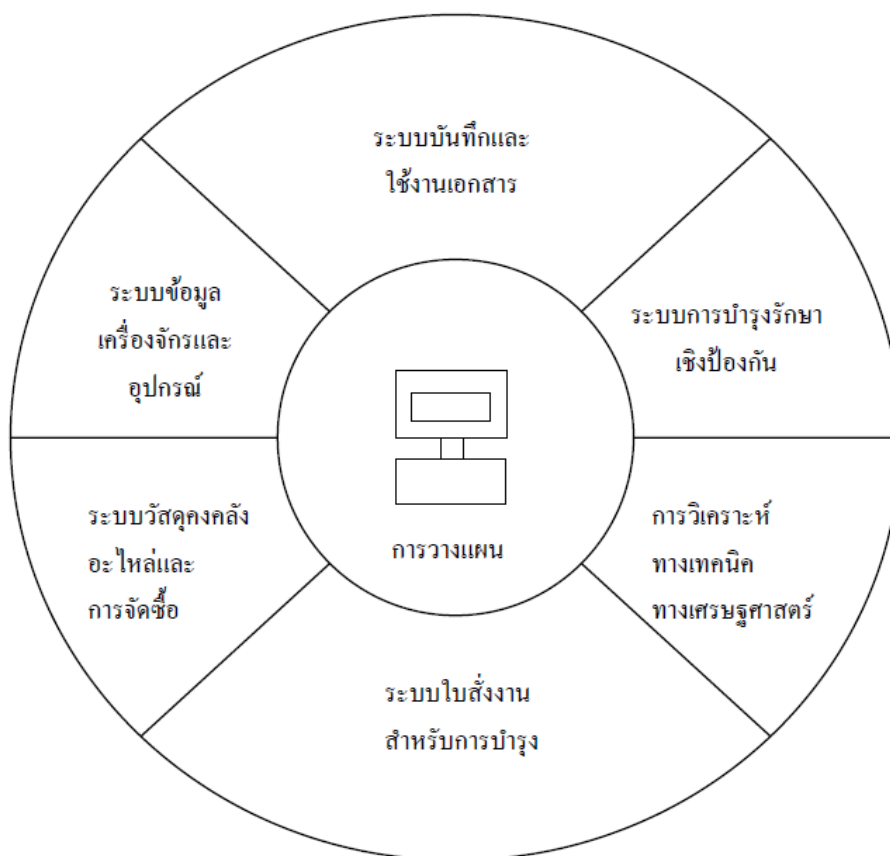 ระบบบันทึกและ
ใช้งานเอกสาร
ระบบข้อมูล
เครื่องจักรและ
อุปกรณ์
ระบบการบำรุงรักษา
เชิงป้องกัน
ระบบวัสดุคงคลัง
อะไหล่และ
การจัดซื้อ
การวางแผน
การวิเคราะห์
ทางเทคนิค
ทางเศรษฐศาสตร์
ระบบใบสั่งงาน
สำหรับการบำรุง